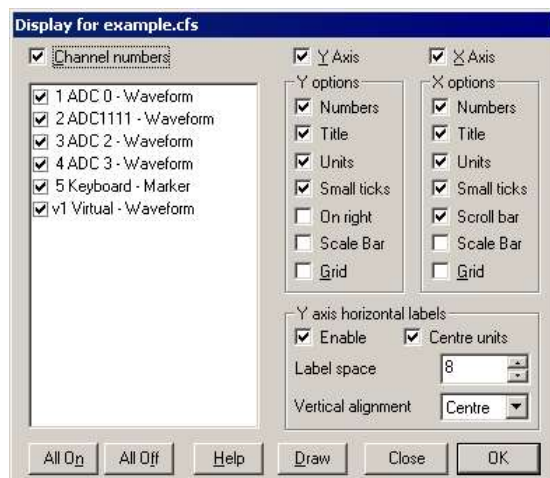 Display for example.cfs
Channel numbers
1 ADC 0 - Waveform
2 ADC1111 - Waveform
3 ADC 2 - Waveform
4 ADC 3 - Waveform
5 Keyboard - Marker
v1 Virtual - Waveform
Y Axis
Y options
Numbers
Title
Units
Small ticks
On right
Scale Bar
Grid
X Axis
X options
Numbers
Title
Units
Small ticks
Scroll bar
Scale Bar
Grid
Y axis horizontal labels
Enable Centre units
Label space 8
Vertical alignment Centre
All On All Off Help Draw Close OK